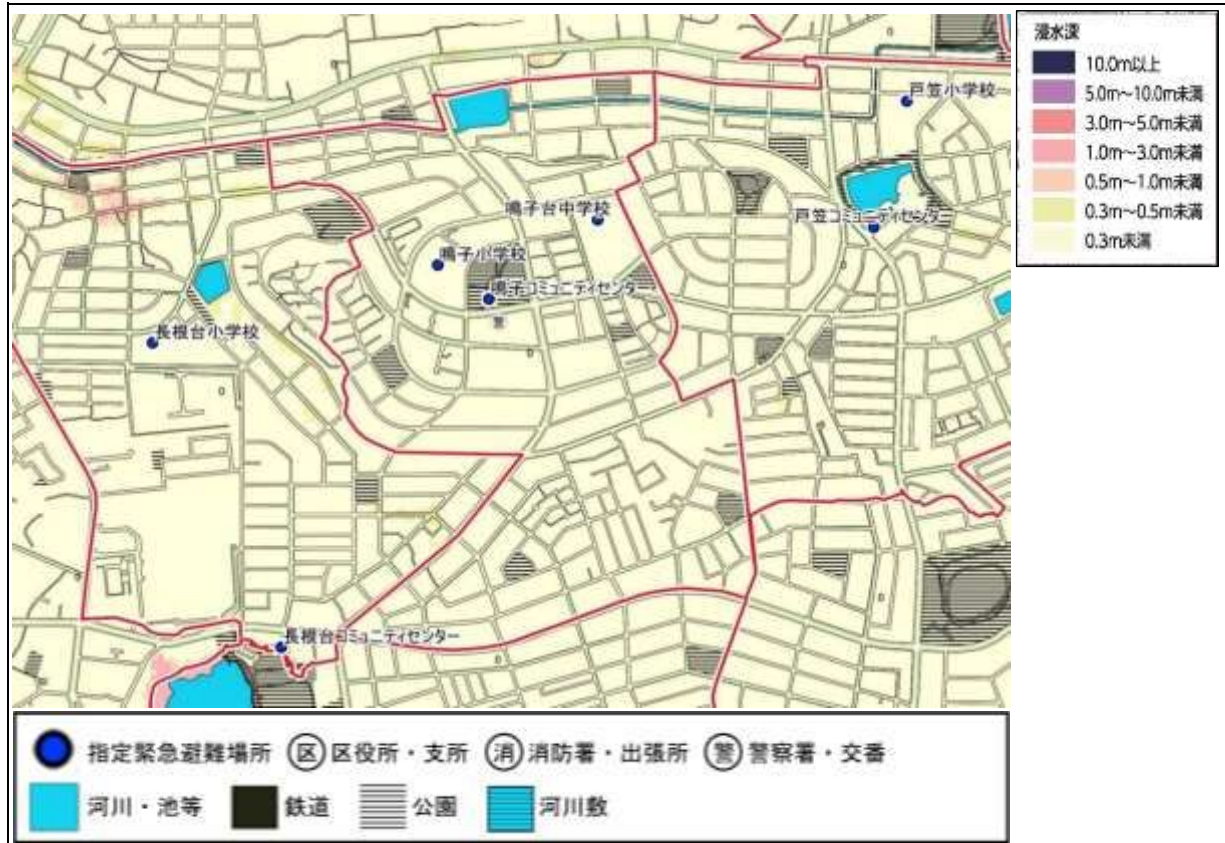 浸水深
10.0m以上
5.0m～10.0m未満
3.0m～5.0m未満
1.0m～3.0m未満
0.5m～1.0m未満
0.3m～0.5m未満
0.3m未満
戸笠小学校
鳴子台中学校
戸笠コミュニティセンター
鳴子小学校
鳴子コミュニティセンター
警
長根台小学校
長根台コミュニティセンター
指定緊急避難場所 区 区役所・支所 消 消防署・出張所 警 警察署・交番
河川・池等 鉄道 公園 河川敷